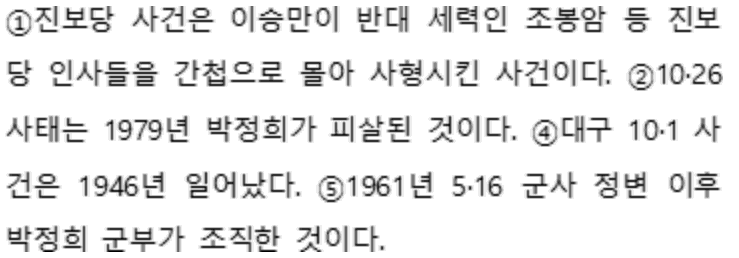 ①진보당 사건은 이승만이 반대 세력인 조봉암 등 진보
당 인사들을 간첩으로 몰아 사형시킨 사건이다. ②10·26
사태는 1979년 박정희가 피살된 것이다. ④대구 10·1 사
건은 1946년 일어났다. ⑤1961년 5·16 군사 정변 이후
박정희 군부가 조직한 것이다.